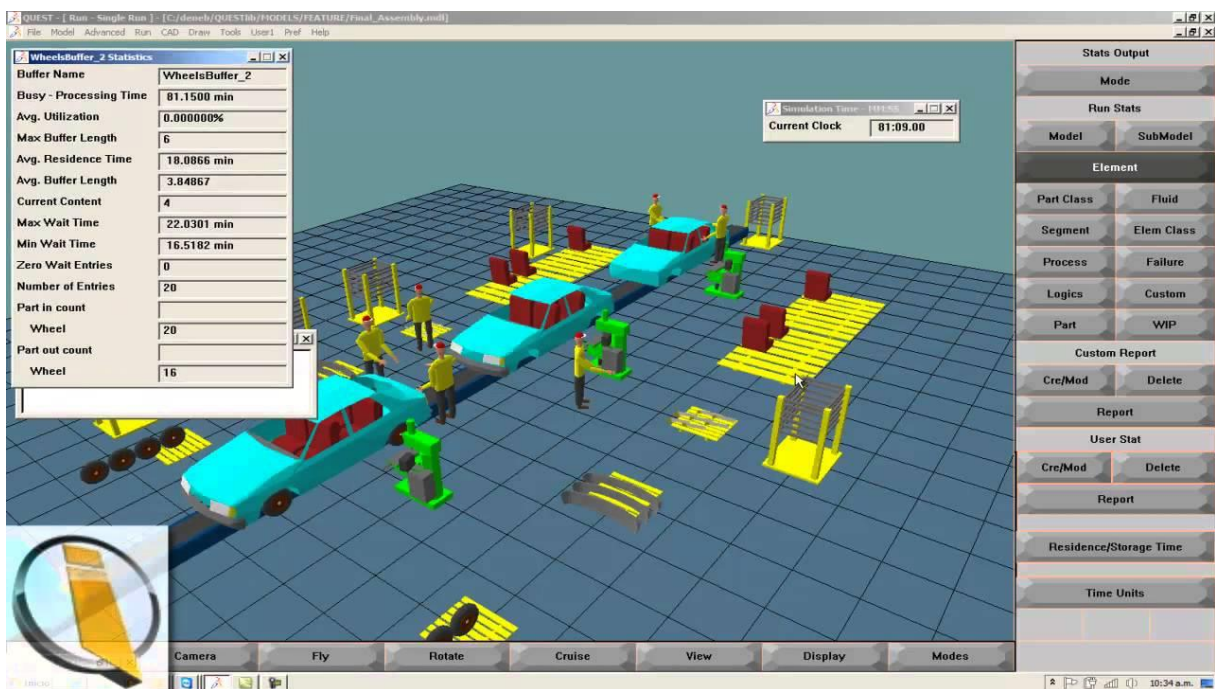 QUEST - [ Run - Single Run ] - [C:/deneb/QUESTlib/MODELS/FEATURE/Final_Assembly.mdl]
File Model Advanced Run CAD Draw Tools User1 Pref Help
WheelsBuffer_2 Statistics
Buffer Name WheelsBuffer_2
Busy - Processing Time 81.1500 min
Avg. Utilization 0.000000%
Max Buffer Length 6
Avg. Residence Time 18.0866 min
Avg. Buffer Length 3.84867
Current Content 4
Max Wait Time 22.0301 min
Min Wait Time 16.5182 min
Zero Wait Entries 0
Number of Entries 20
Part in count
Wheel 20
Part out count
Wheel 16
Simulation Time - MM:SS
Current Clock 81:09.00
Stats Output
Mode
Run Stats
Model SubModel
Element
Part Class Fluid
Segment Elem Class
Process Failure
Logics Custom
Part WIP
Custom Report
Cre/Mod Delete
Report
User Stat
Cre/Mod Delete
Report
Residence/Storage Time
Time Units
Camera Fly Rotate Cruise View Display Modes
Inicio 10:34 a.m.